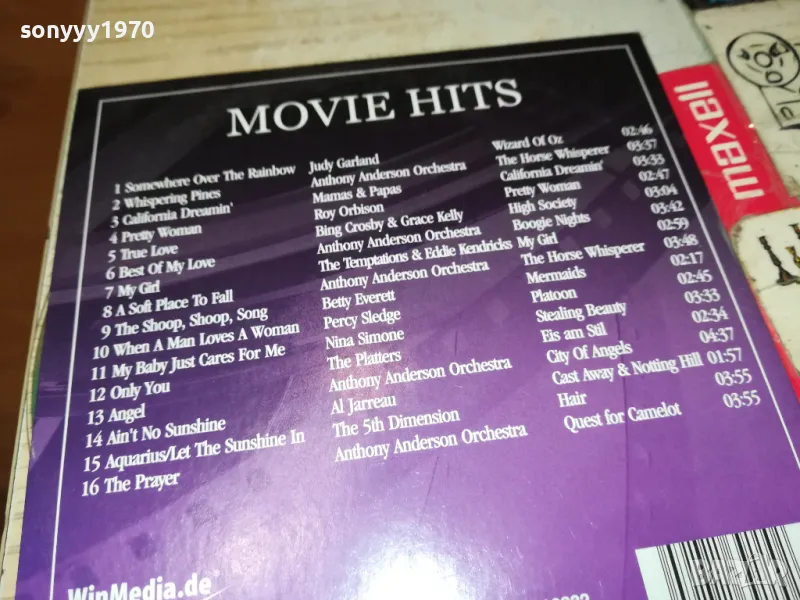 sonyyy1970
MOVIE HITS
1 Somewhere Over The Rainbow Judy Garland Wizard Of Oz 02:46
2 Whispering Pines Anthony Anderson Orchestra The Horse Whisperer 03:37
3 California Dreamin' Mamas & Papas California Dreamin' 03:33
4 Pretty Woman Roy Orbison Pretty Woman 02:47
5 True Love Bing Crosby & Grace Kelly High Society 03:04
6 Best Of My Love Anthony Anderson Orchestra Boogie Nights 03:42
7 My Girl The Temptations & Eddie Kendricks My Girl 02:59
8 A Soft Place To Fall Anthony Anderson Orchestra The Horse Whisperer 03:48
9 The Shoop, Shoop, Song Betty Everett Mermaids 02:17
10 When A Man Loves A Woman Percy Sledge Platoon 02:45
11 My Baby Just Cares For Me Nina Simone Stealing Beauty 03:33
12 Only You The Platters Eis am Stil 02:34
13 Angel Anthony Anderson Orchestra City Of Angels 04:37
14 Ain't No Sunshine Al Jarreau Cast Away & Notting Hill 01:57
15 Aquarius/Let The Sunshine In The 5th Dimension Hair 03:55
16 The Prayer Anthony Anderson Orchestra Quest for Camelot 03:55
maxell
WinMedia.de